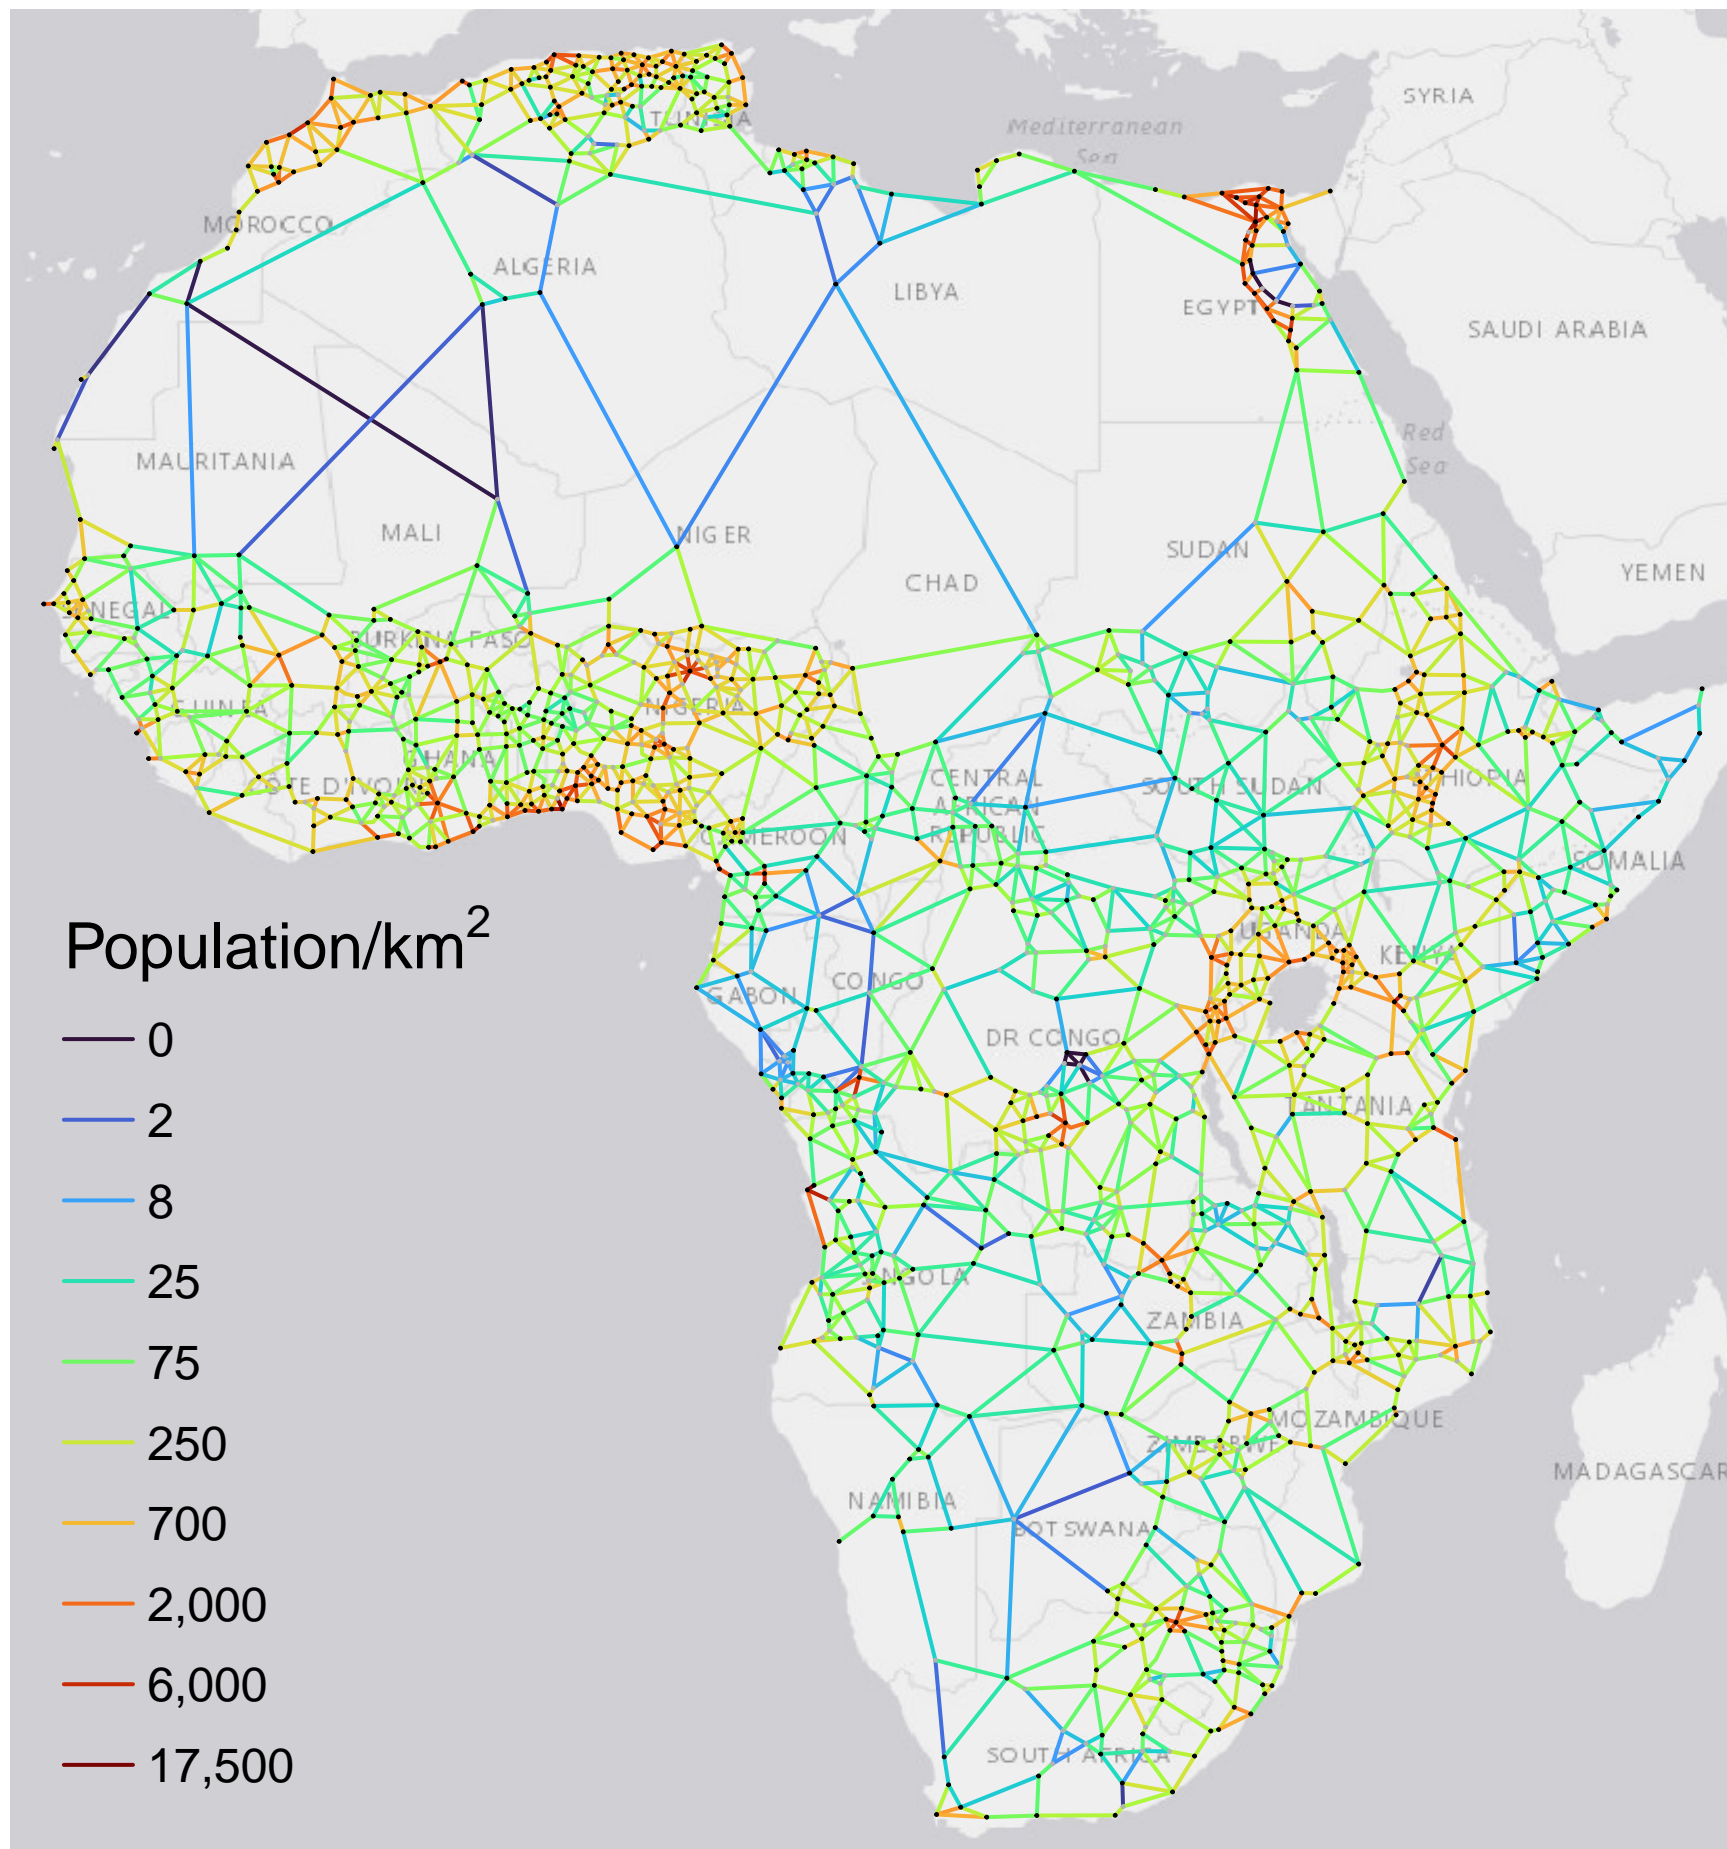 SYRIA
Mediterranean
Sea
TUNISIA
MOROCCO
ALGERIA
LIBYA
EGYPT
SAUDI ARABIA
Red
Sea
MAURITANIA
MALI
NIGER
CHAD
SUDAN
YEMEN
SENEGAL
BURKINA FASO
GUINEA
NIGERIA
GHANA
CÔTE D'IVOIRE
CENTRAL
AFRICAN
REPUBLIC
SOUTH SUDAN
ETHIOPIA
CAMEROON
SOMALIA
UGANDA
KENYA
Population/km²
GABON
CONGO
DR CONGO
TANZANIA
ANGOLA
ZAMBIA
MOZAMBIQUE
ZIMBABWE
MADAGASCAR
NAMIBIA
BOTSWANA
SOUTH AFRICA
0
2
8
25
75
250
700
2,000
6,000
17,500